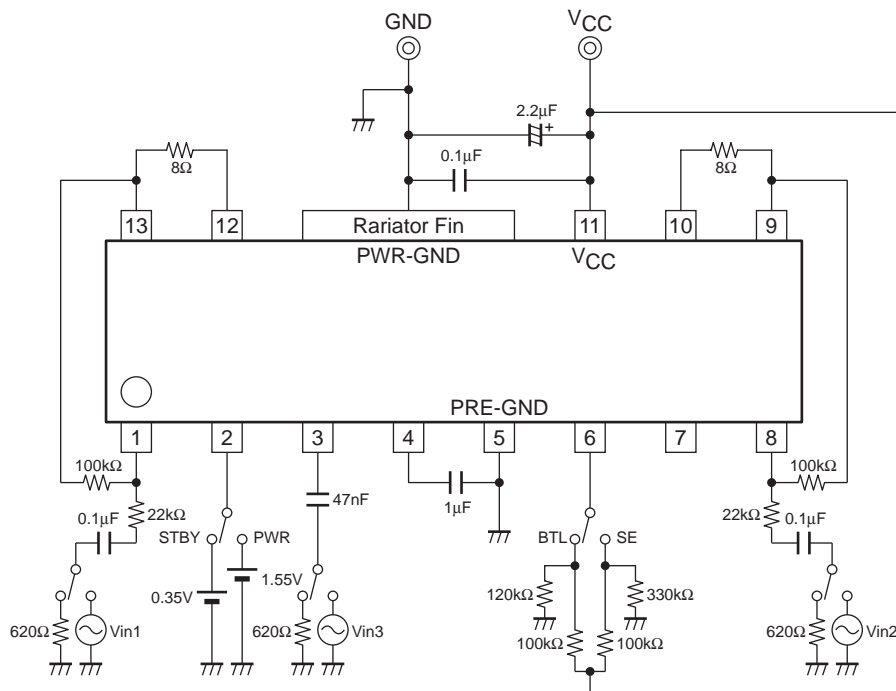 GND
VCC
2.2µF
+
0.1µF
8Ω
8Ω
13
12
Rariator Fin
11
10
9
PWR-GND
VCC
PRE-GND
1
2
3
4
5
6
7
8
100kΩ
100kΩ
47nF
1µF
0.1µF
22kΩ
STBY
PWR
BTL
SE
22kΩ
0.1µF
1.55V
0.35V
120kΩ
330kΩ
620Ω
Vin1
620Ω
Vin3
100kΩ
100kΩ
620Ω
Vin2